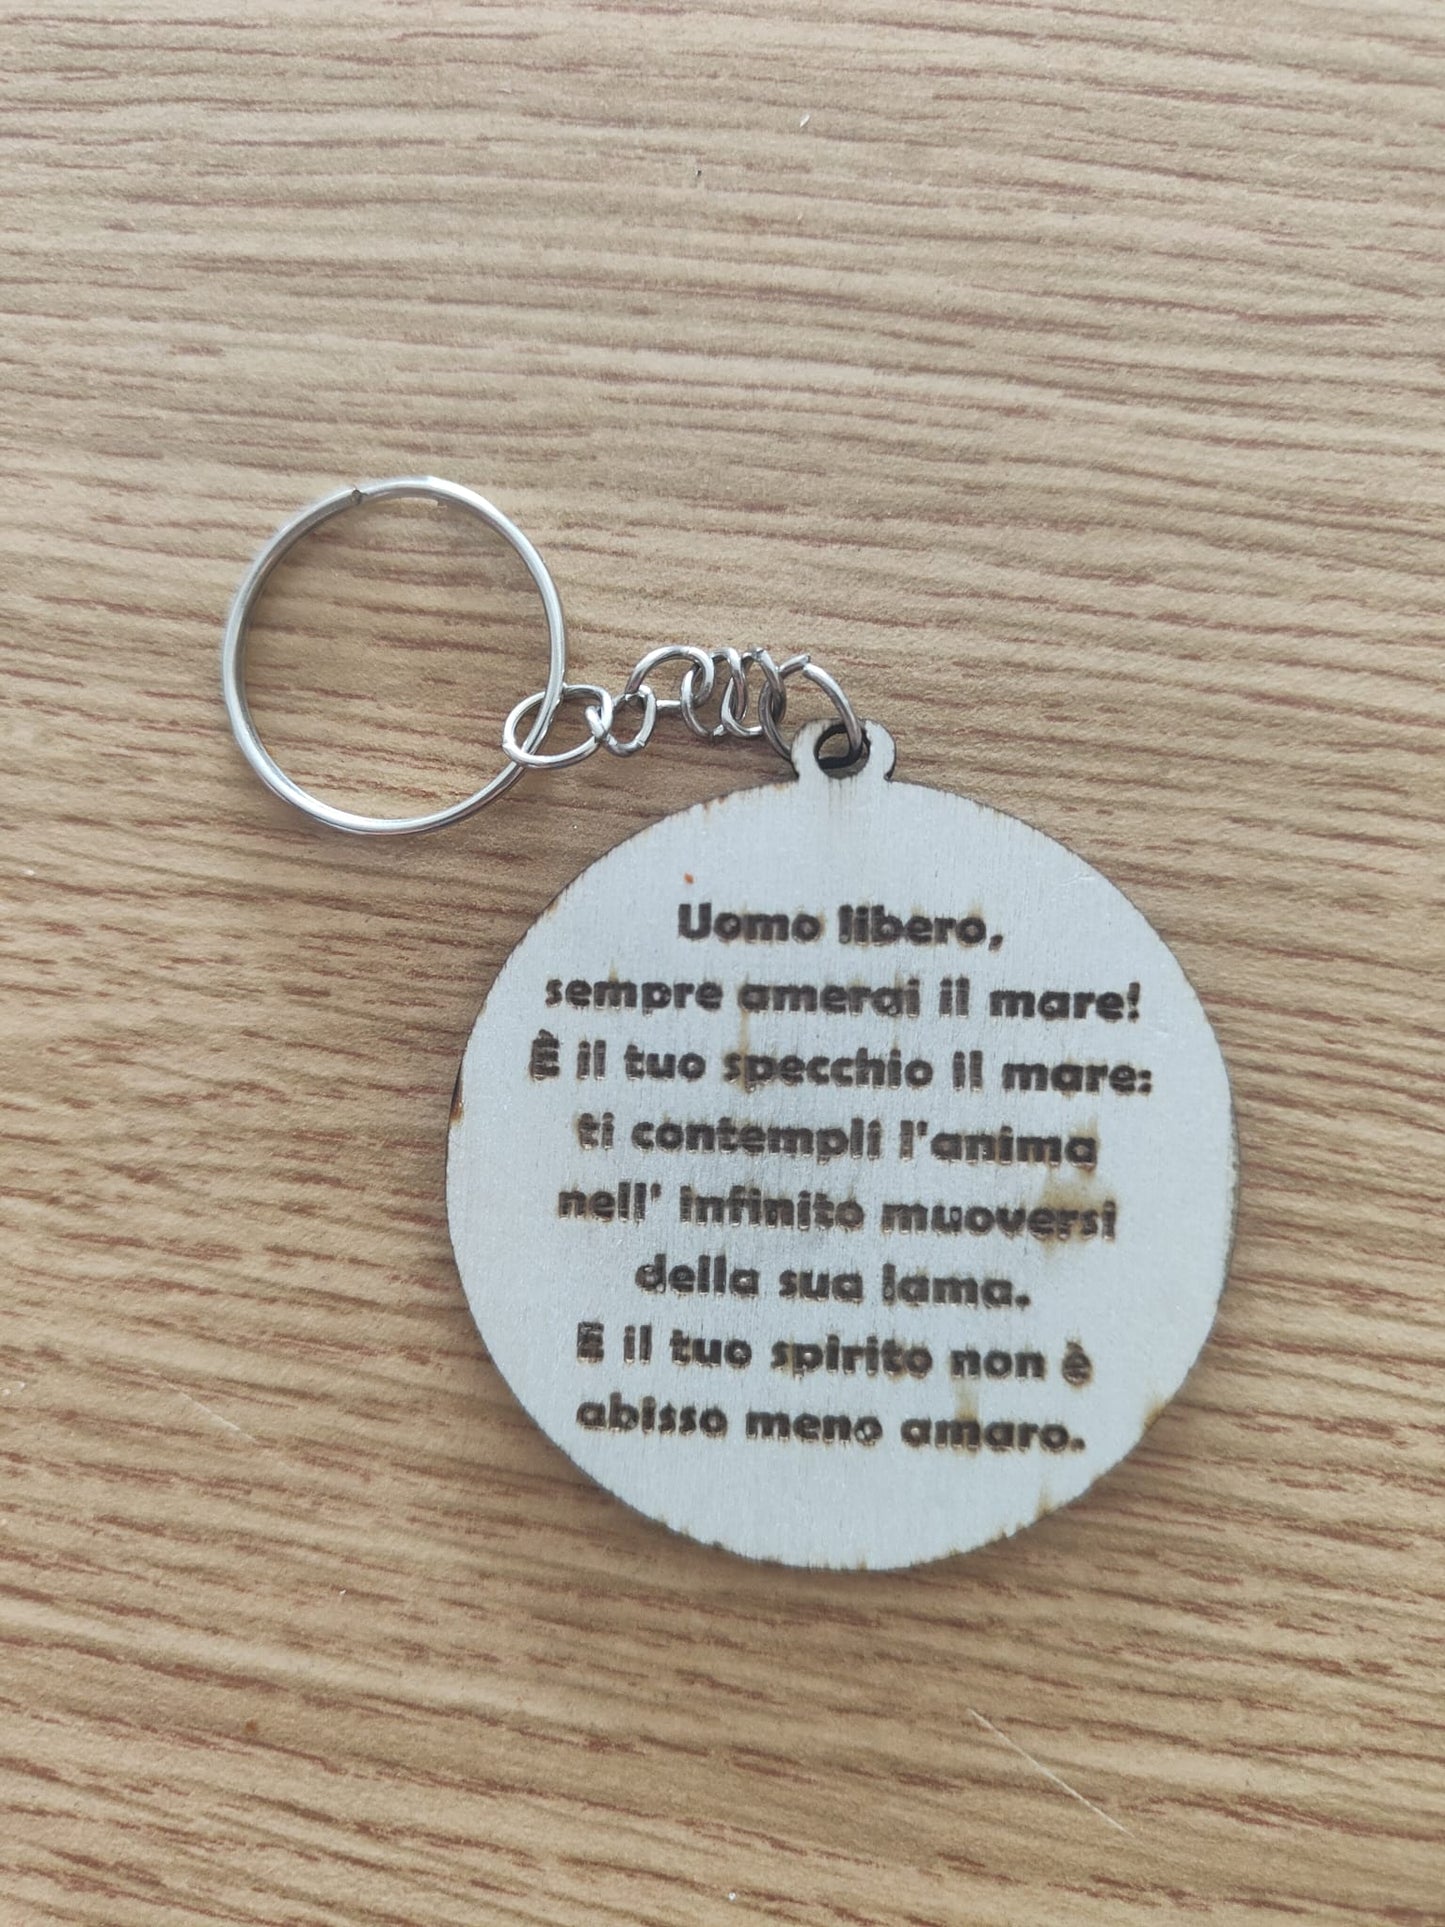 Uomo libero,
sempre amerai il mare!
È il tuo specchio il mare:
ti contempli l'anima
nell' infinito muoversi
della sua lama.
E il tuo spirito non è
abisso meno amaro.